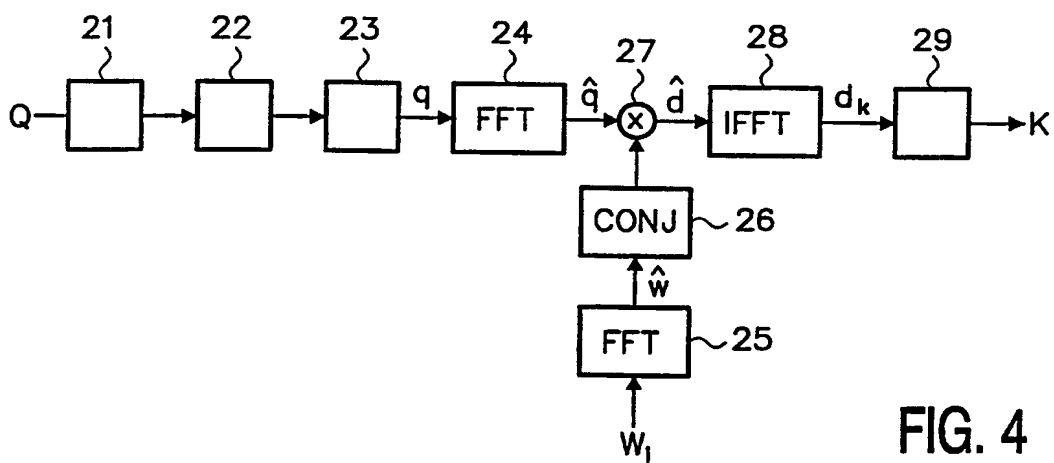 21 22 23 24 27 28 29
Q q FFT q̂ x d̂ IFFT dₖ K
CONJ 26
ŵ
FFT 25
Wᵢ
FIG. 4